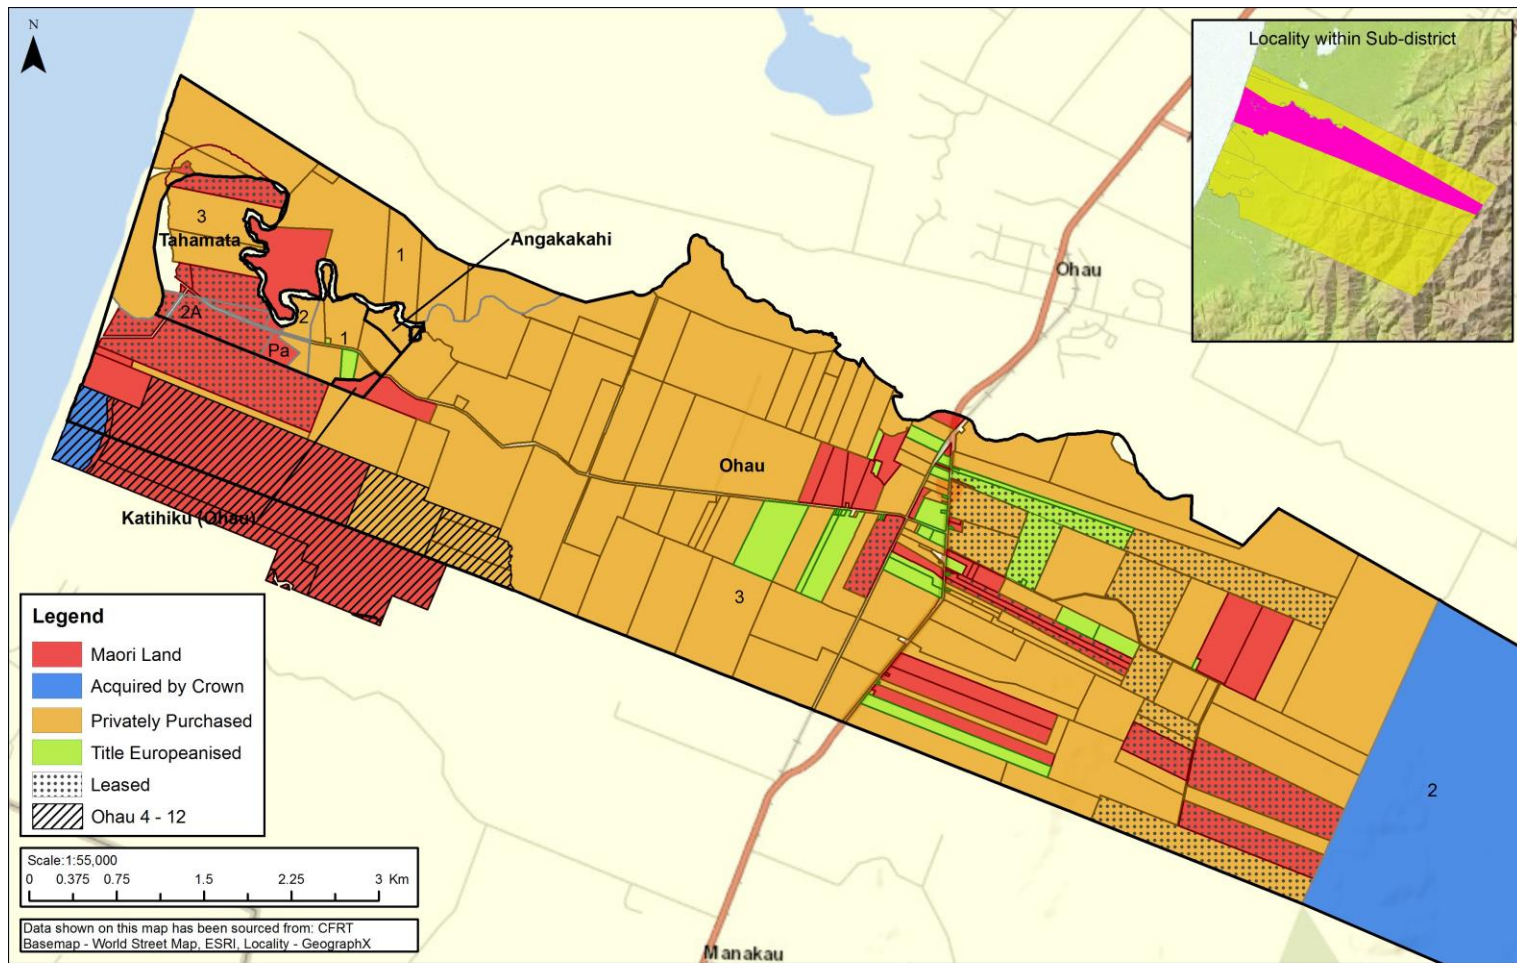 N
Locality within Sub-district
Angakakahi
Ohau
3
Tahamata
1
2A
2
1
Pa
Ohau
Katihiku (Ohau)
3
2
Legend
Maori Land
Acquired by Crown
Privately Purchased
Title Europeanised
Leased
Ohau 4 - 12
Scale:1:55,000
0 0.375 0.75 1.5 2.25 3 Km
Data shown on this map has been sourced from: CFRT
Basemap - World Street Map, ESRI, Locality - GeographX
Manakau